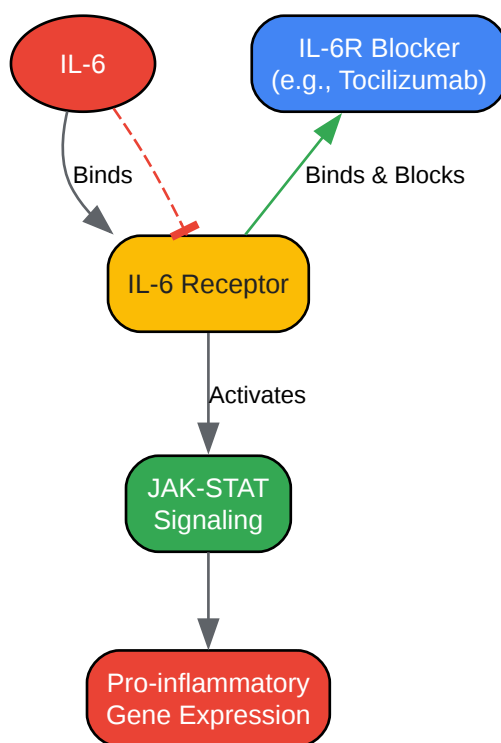 IL-6
IL-6R Blocker
(e.g., Tocilizumab)
Binds
Binds & Blocks
IL-6 Receptor
Activates
JAK-STAT
Signaling
Pro-inflammatory
Gene Expression